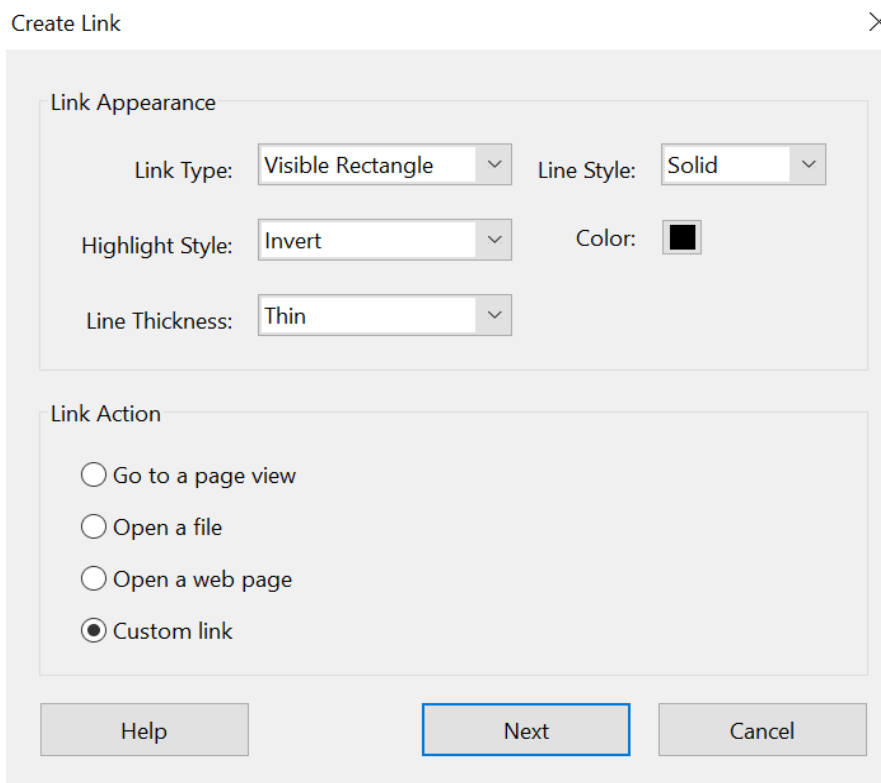 Create Link
Link Appearance
Link Type: Visible Rectangle Line Style: Solid
Highlight Style: Invert Color:
Line Thickness: Thin
Link Action
Go to a page view
Open a file
Open a web page
Custom link
Help Next Cancel